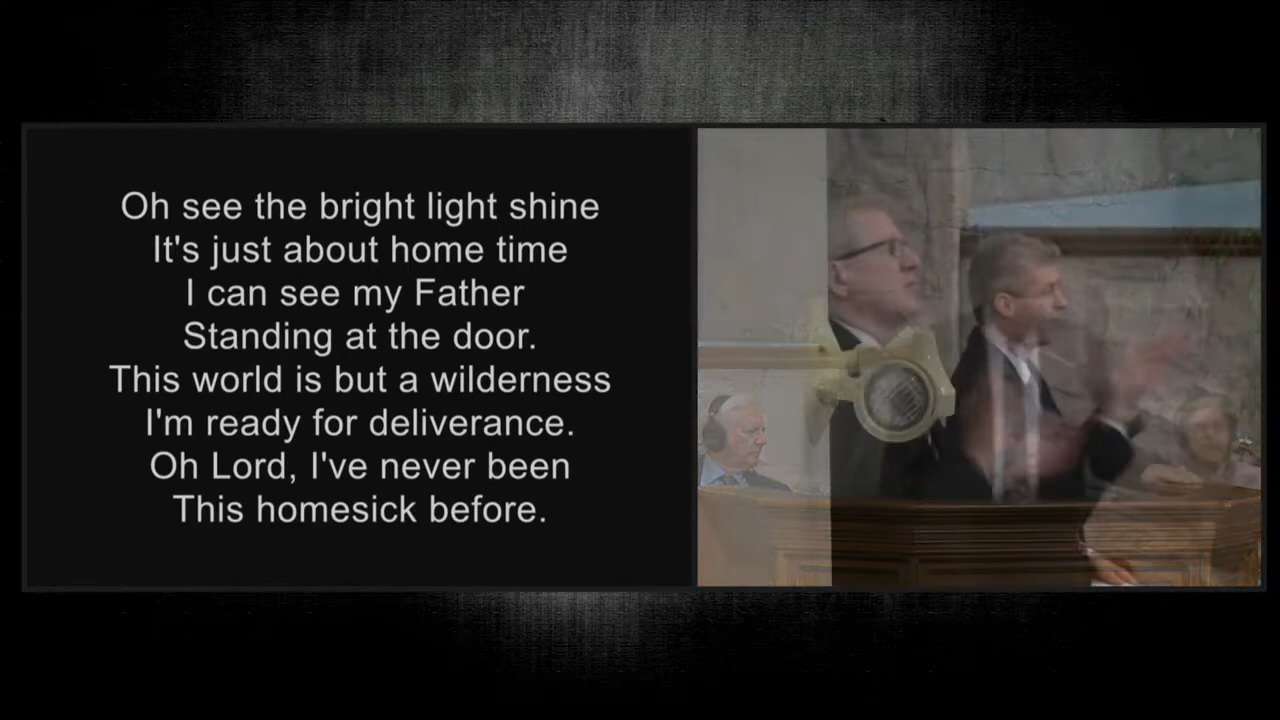 Oh see the bright light shine
It's just about home time
I can see my Father
Standing at the door.
This world is but a wilderness
I'm ready for deliverance.
Oh Lord, I've never been
This homesick before.